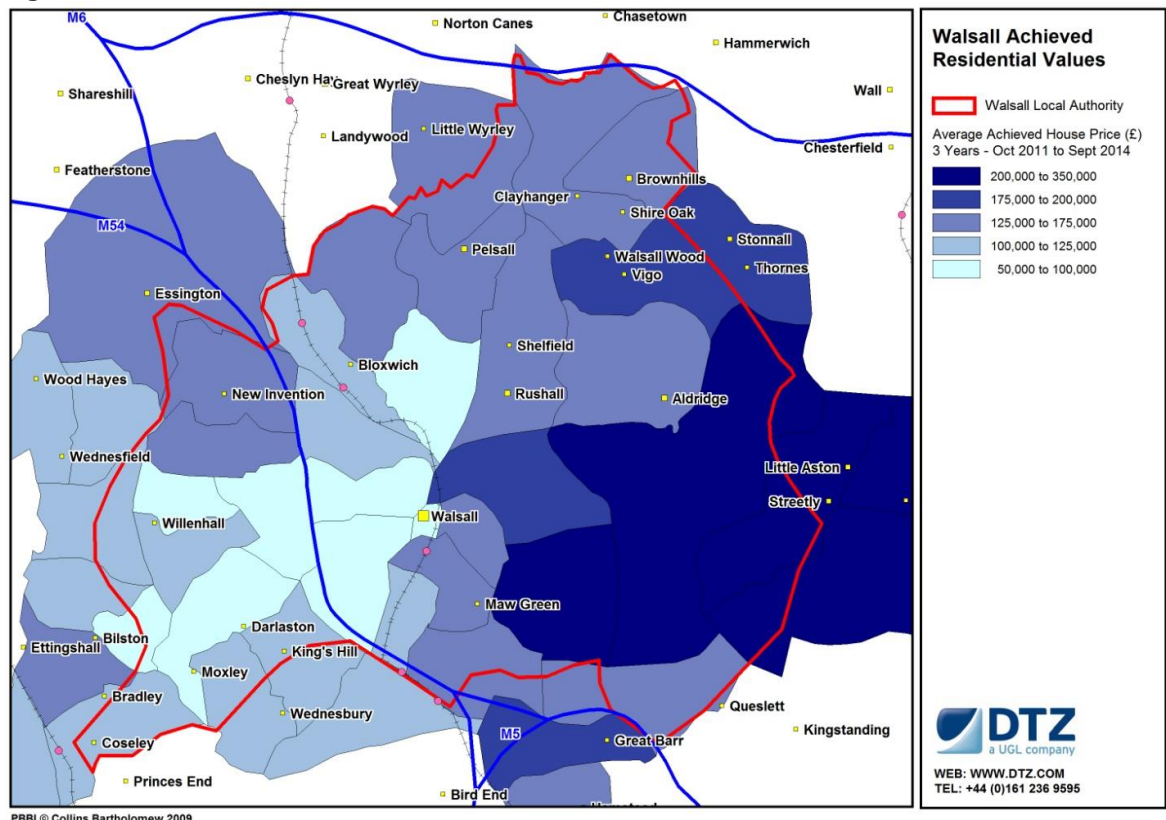 M6
Norton Canes
Chasetown
Hammerwich
Cheslyn Hay
Great Wyrley
Shareshill
Wall
Landywood
Little Wyrley
Chesterfield
Featherstone
Brownhills
Clayhanger
Shire Oak
M54
Pelsall
Stonnall
Walsall Wood
Thornes
Vigo
Essington
Shelfield
Bloxwich
Wood Hayes
New Invention
Rushall
Aldridge
Wednesfield
Little Aston
Streetly
Willenhall
Walsall
Maw Green
Darlaston
Bilston
Ettingshall
King's Hill
Moxley
Bradley
Wednesbury
Queslett
M5
Kingstanding
Coseley
Great Barr
Princes End
Bird End
Walsall Achieved
Residential Values
Walsall Local Authority
Average Achieved House Price (£)
3 Years - Oct 2011 to Sept 2014
200,000 to 350,000
175,000 to 200,000
125,000 to 175,000
100,000 to 125,000
50,000 to 100,000
DTZ
a UGL company
WEB: WWW.DTZ.COM
TEL: +44 (0)161 236 9595
PBBI © Collins Bartholomew 2009